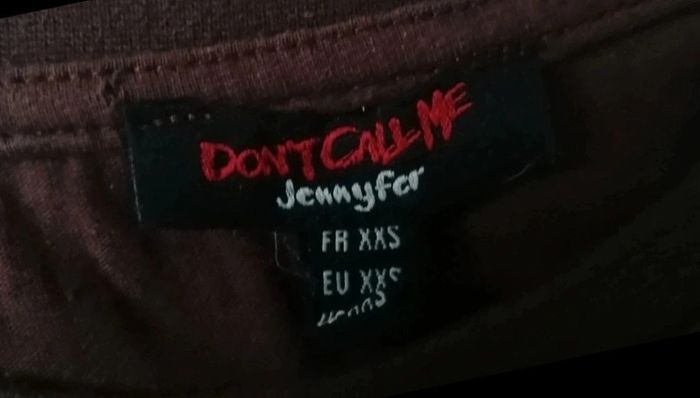 DON'T CALL ME
Jennyfer
FR XXS
EU XXS